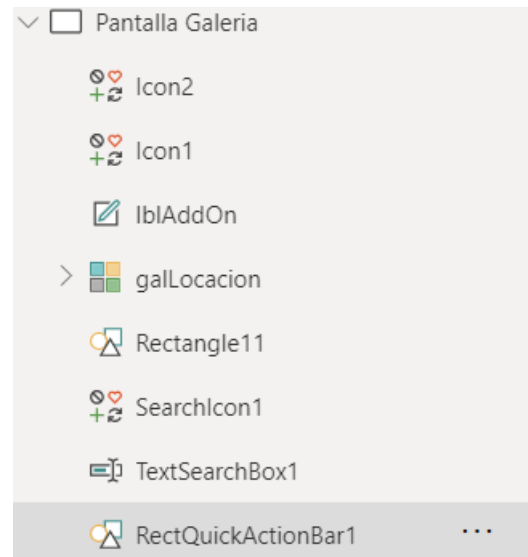 Pantalla Galeria
Icon2
Icon1
lblAddOn
galLocacion
Rectangle11
SearchIcon1
TextSearchBox1
RectQuickActionBar1 ...